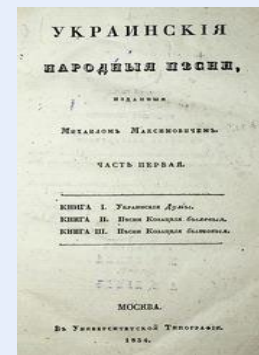 УКРАИНСКІЯ
НАРОДНЫЯ ПѢСНИ,
ИЗДАННЫЯ
Михаиломъ Максимовичемъ.
ЧАСТЬ ПЕРВАЯ.
КНИГА I. Украинскія Думы.
КНИГА II. Пѣсни Козацкія былевыя.
КНИГА III. Пѣсни Козацкія бытовыя.
МОСКВА.
Въ Университетской Типографіи.
1834.